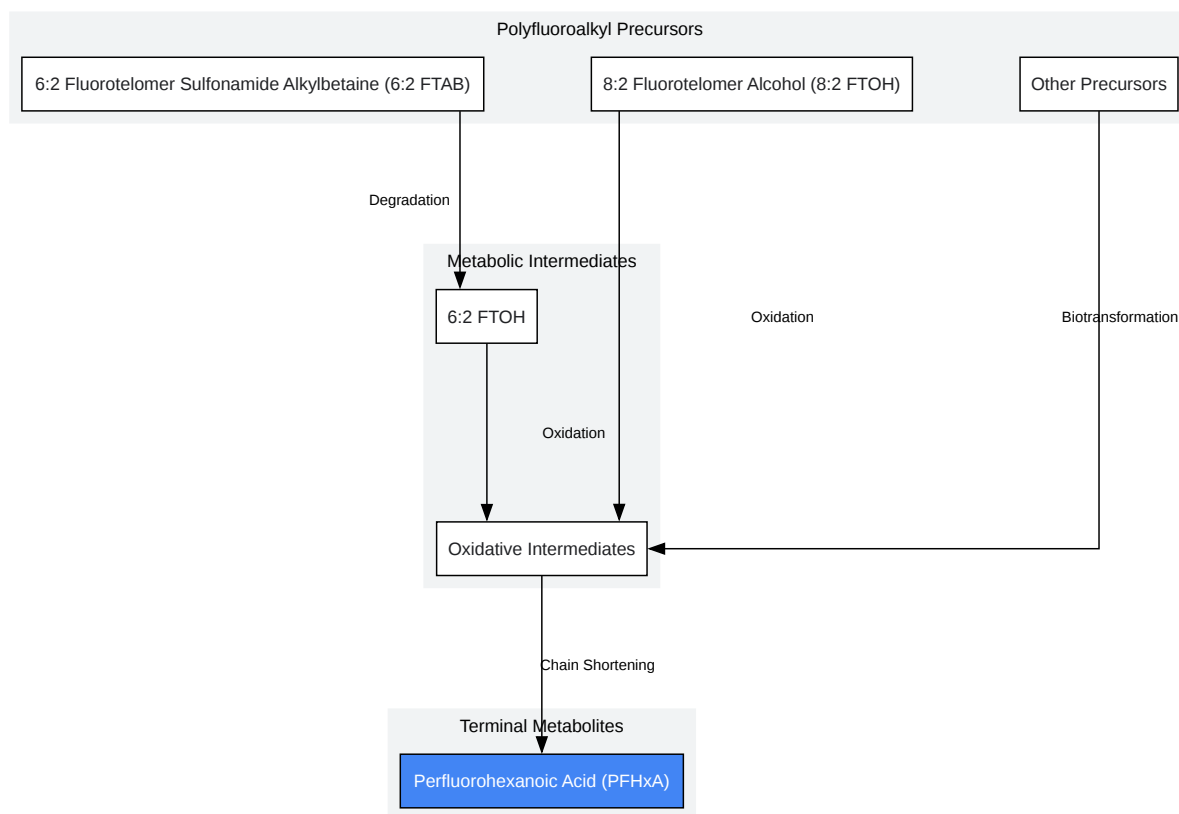 Polyfluoroalkyl Precursors
6:2 Fluorotelomer Sulfonamide Alkylbetaine (6:2 FTAB)
8:2 Fluorotelomer Alcohol (8:2 FTOH)
Other Precursors
Degradation
Metabolic Intermediates
6:2 FTOH
Oxidation
Biotransformation
Oxidation
Oxidative Intermediates
Chain Shortening
Terminal Metabolites
Perfluorohexanoic Acid (PFHxA)